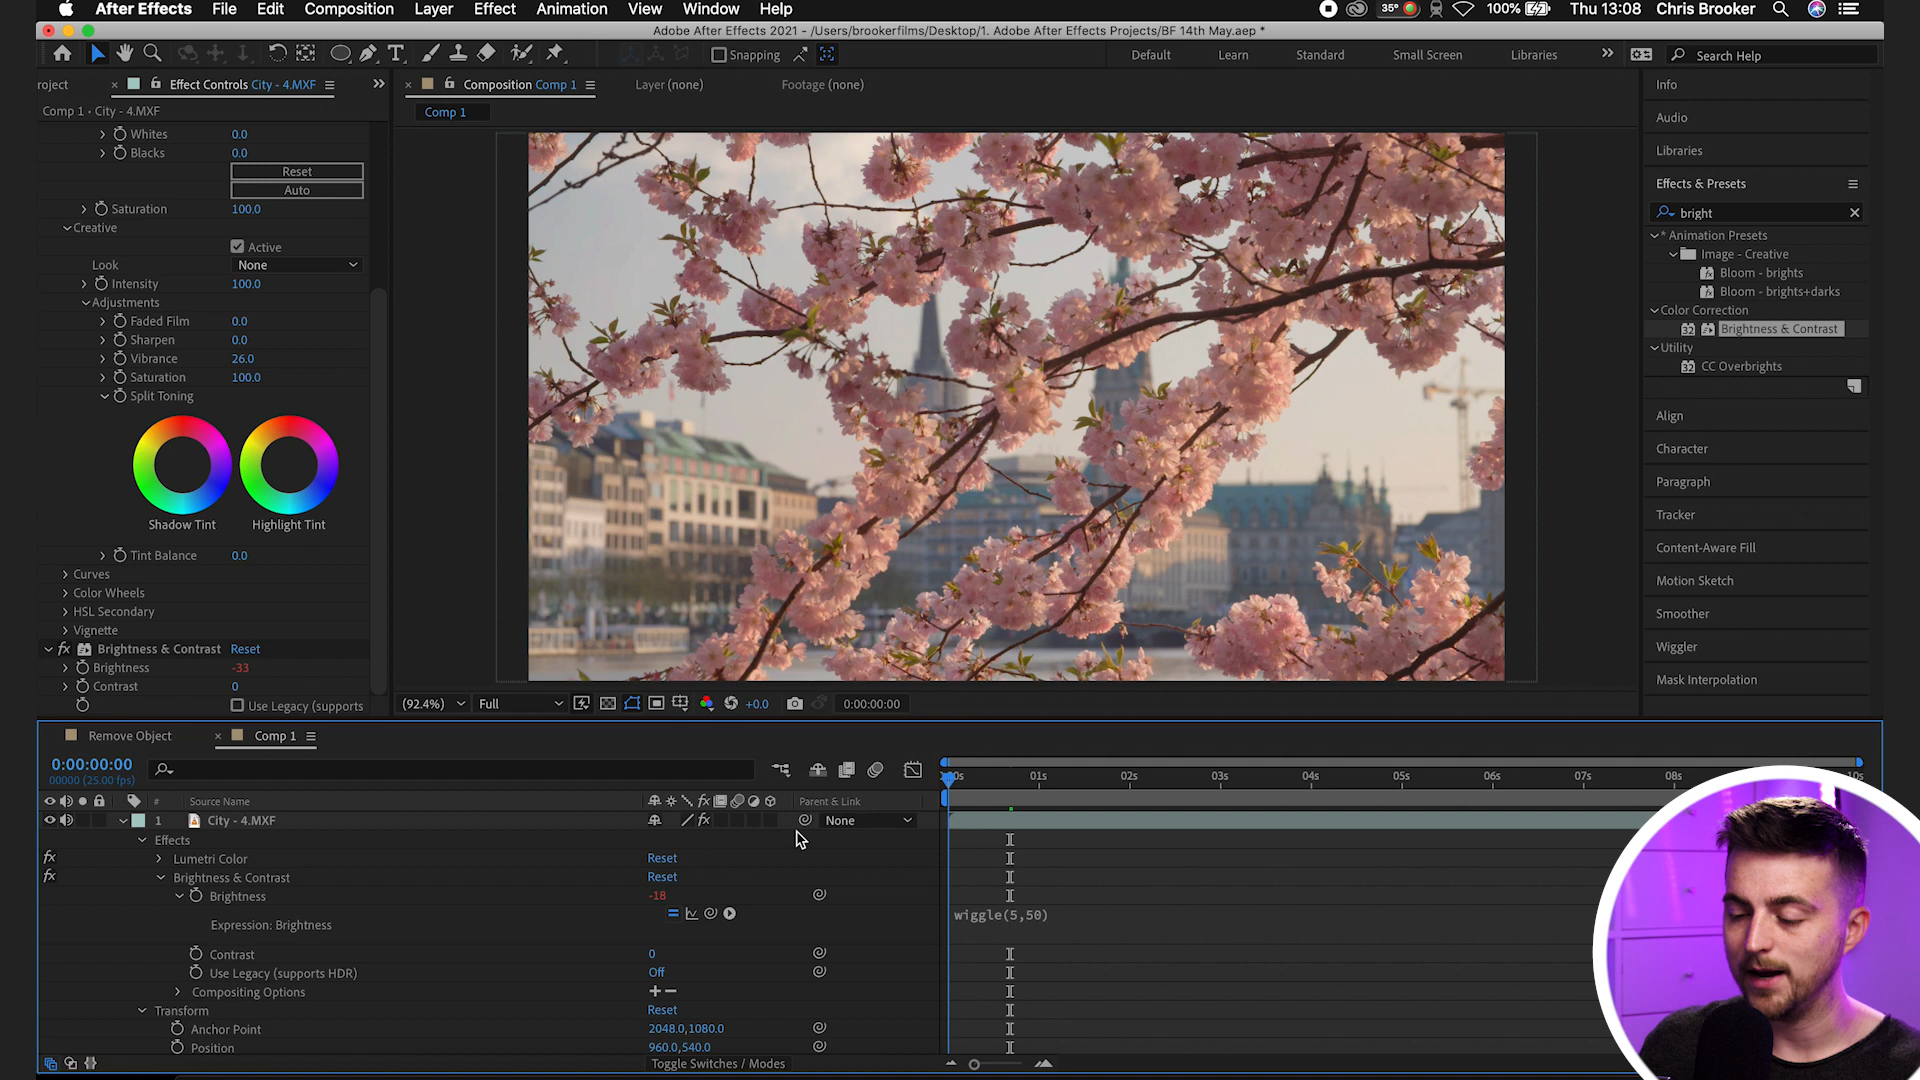 After Effects File Edit Composition Layer Effect Animation View Window Help 35° 100% Thu 13:08 Chris Brooker
Adobe After Effects 2021 - /Users/brookerfilms/Desktop/1. Adobe After Effects Projects/BF 14th May.aep *
Snapping Default Learn Standard Small Screen Libraries Search Help
roject Effect Controls City - 4.MXF Composition Comp 1 Layer (none) Footage (none) Info
Comp 1 • City - 4.MXF Comp 1
Whites 0.0
Blacks 0.0
Reset
Auto
Saturation 100.0
Creative
Active
Look None
Intensity 100.0
Adjustments
Faded Film 0.0
Sharpen 0.0
Vibrance 26.0
Saturation 100.0
Split Toning
Shadow Tint Highlight Tint
Tint Balance 0.0
Curves
Color Wheels
HSL Secondary
Vignette
Brightness & Contrast Reset
Brightness -33
Contrast 0
Use Legacy (supports
(92.4%) Full +0.0 0:00:00:00
Audio
Libraries
Effects & Presets
bright
* Animation Presets
Image - Creative
Bloom - brights
Bloom - brights+darks
Color Correction
32 Brightness & Contrast
Utility
32 CC Overbrights
Align
Character
Paragraph
Tracker
Content-Aware Fill
Motion Sketch
Smoother
Wiggler
Mask Interpolation
Remove Object Comp 1
0:00:00:00
00000 (25.00 fps)
00s 01s 02s 03s 04s 05s 06s 07s 08s 10s
# Source Name Parent & Link
1 City - 4.MXF None
Effects
Lumetri Color Reset
Brightness & Contrast Reset
Brightness -18
Expression: Brightness wiggle(5,50)
Contrast 0
Use Legacy (supports HDR) Off
Compositing Options
Transform Reset
Anchor Point 2048.0,1080.0
Position 960.0,540.0
Toggle Switches / Modes